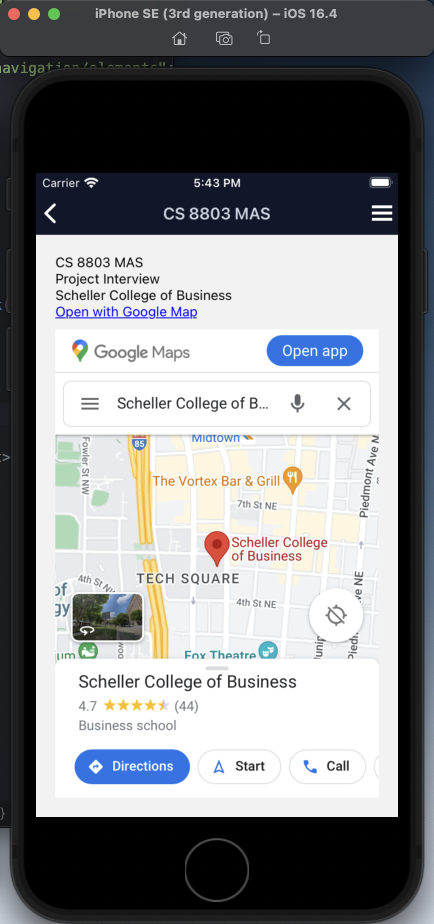 iPhone SE (3rd generation) – iOS 16.4
navigation/elements"
Carrier
5:43 PM
CS 8803 MAS
CS 8803 MAS
Project Interview
Scheller College of Business
Open with Google Map
Google Maps
Open app
Scheller College of B...
85
Midtown
Fowler St NW
The Vortex Bar & Grill
Piedmont Ave N
7th St NE
Scheller College
of Business
TECH SQUARE
4th St N
4th St NE
Fox Theatre
Scheller College of Business
4.7
(44)
Business school
Directions
Start
Call